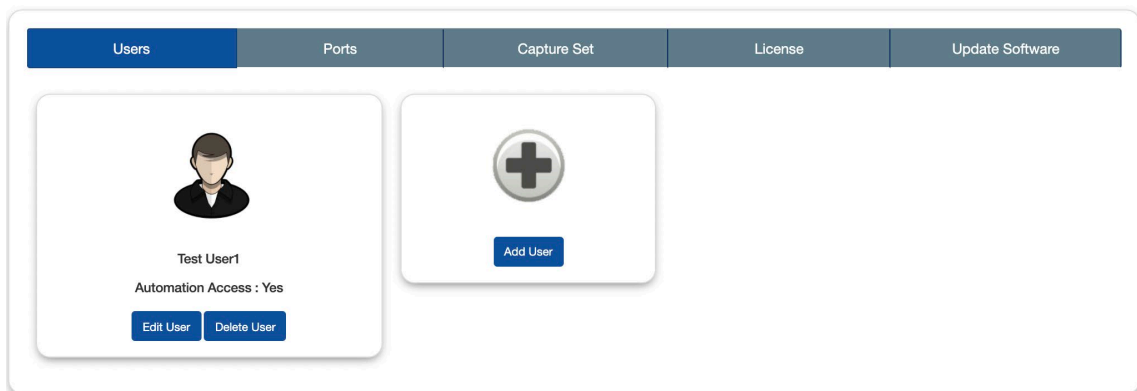 Users
Ports
Capture Set
License
Update Software
Test User1
Automation Access : Yes
Edit User
Delete User
Add User